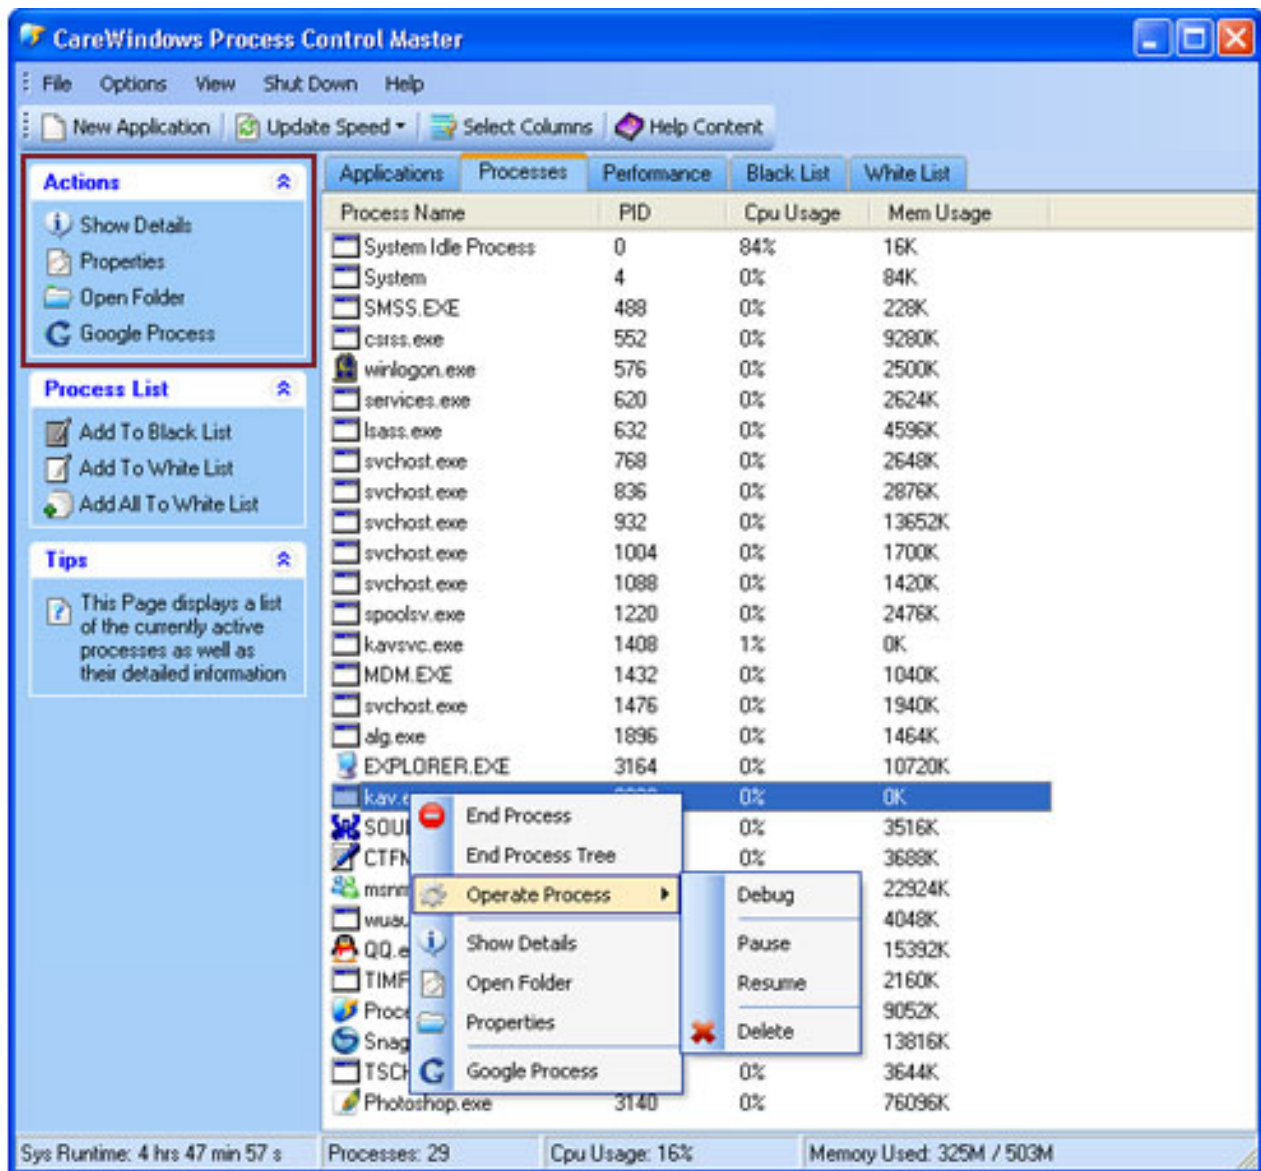 CareWindows Process Control Master
File Options View Shut Down Help
New Application Update Speed Select Columns Help Content
Actions
Show Details
Properties
Open Folder
Google Process
Process List
Add To Black List
Add To White List
Add All To White List
Tips
This Page displays a list
of the currently active
processes as well as
their detailed information
Applications Processes Performance Black List White List
Process Name PID Cpu Usage Mem Usage
System Idle Process 0 84% 16K
System 4 0% 84K
SMSS.EXE 488 0% 228K
csrss.exe 552 0% 9280K
winlogon.exe 576 0% 2500K
services.exe 620 0% 2624K
lsass.exe 632 0% 4596K
svchost.exe 768 0% 2648K
svchost.exe 836 0% 2876K
svchost.exe 932 0% 13652K
svchost.exe 1004 0% 1700K
svchost.exe 1088 0% 1420K
spoolsv.exe 1220 0% 2476K
kavsvc.exe 1408 1% 0K
MDM.EXE 1432 0% 1040K
svchost.exe 1476 0% 1940K
alg.exe 1896 0% 1464K
EXPLORER.EXE 3164 0% 10720K
kav.e 0% 0K
SOU 0% 3516K
CTF 0% 3688K
msnm 22924K
wuau 4048K
QQ.e 15392K
TIMF 2160K
Proce 9052K
Snag 13816K
TSCH 0% 3644K
Photoshop.exe 3140 0% 76096K
End Process
End Process Tree
Operate Process
Show Details
Open Folder
Properties
Google Process
Debug
Pause
Resume
Delete
Sys Runtime: 4 hrs 47 min 57 s Processes: 29 Cpu Usage: 16% Memory Used: 325M / 503M